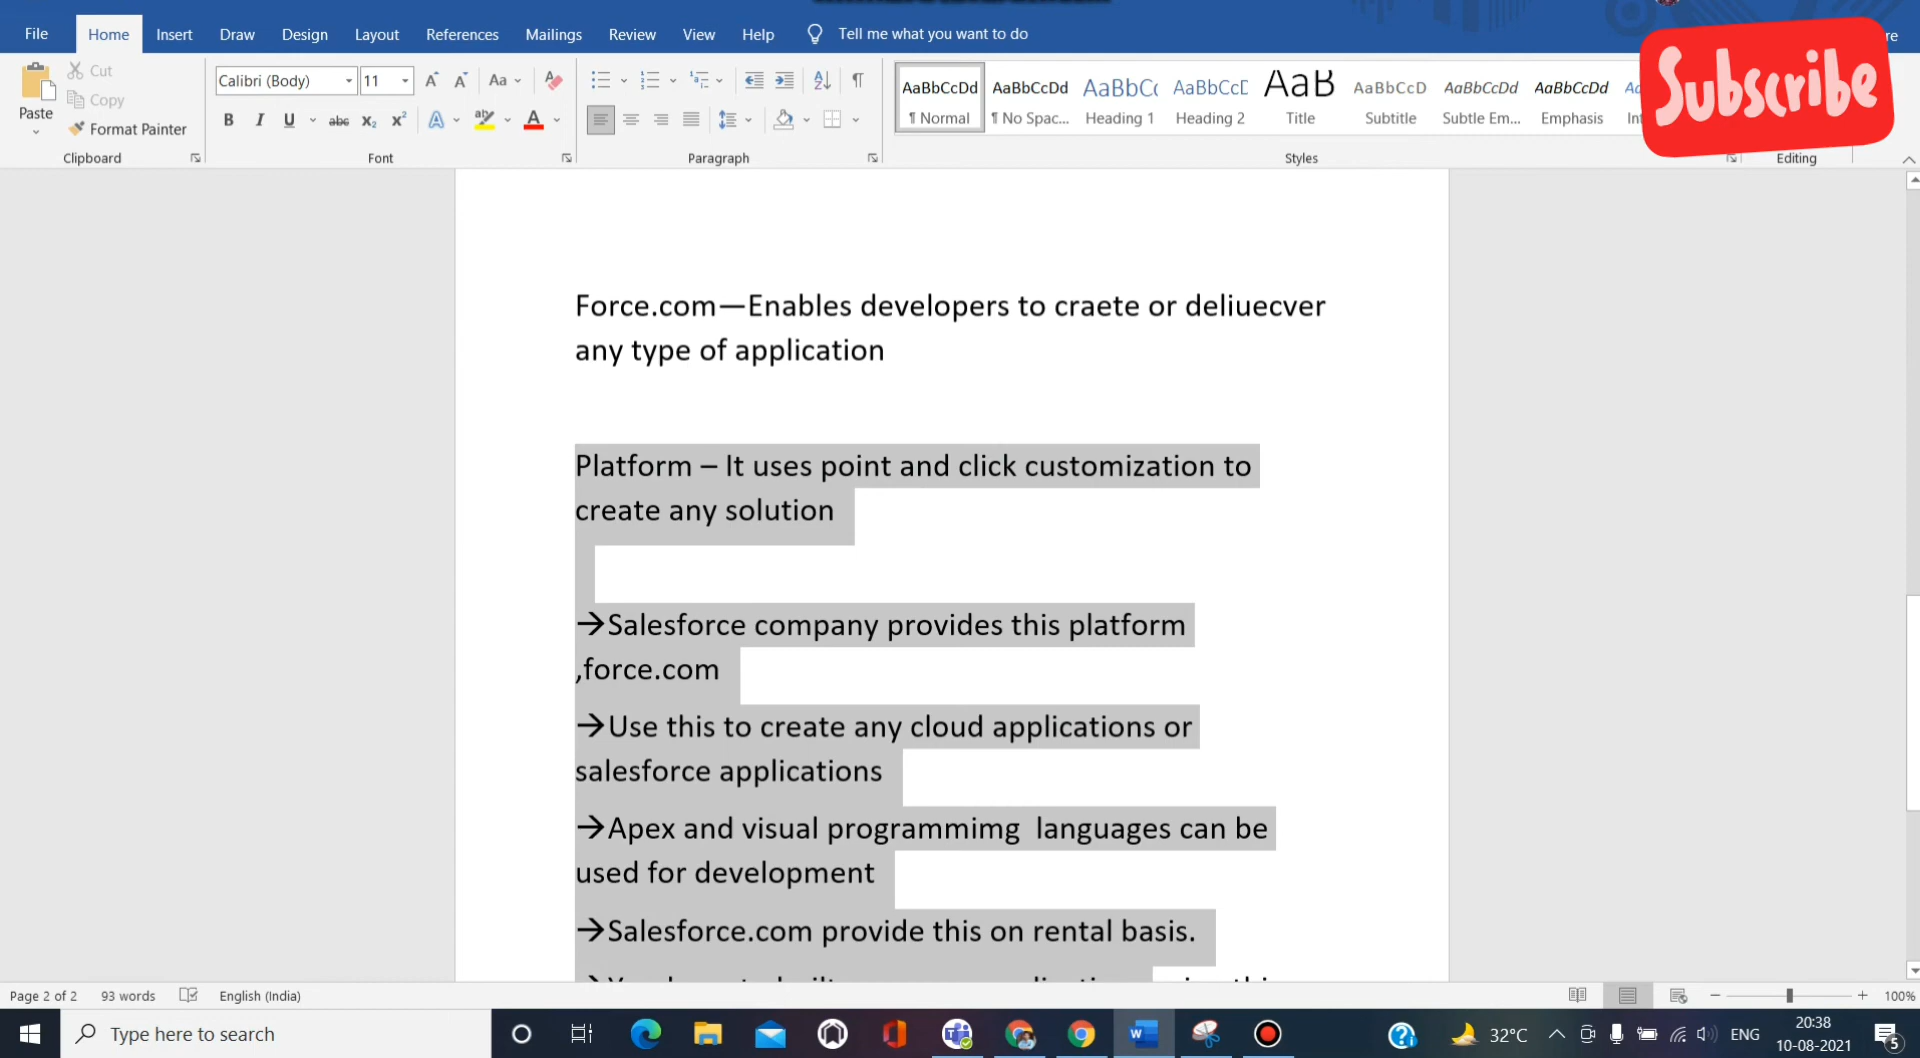 File Home Insert Draw Design Layout References Mailings Review View Help Tell me what you want to do
Subscribe
Paste
Cut
Copy
Format Painter
Clipboard
Calibri (Body) 11
Aa
B I U abc x₂ x²
Font
Paragraph
AaBbCcDd AaBbCcDd AaBbCc AaBbCcD AaB AaBbCcD AaBbCcDd AaBbCcDd
¶ Normal ¶ No Spac... Heading 1 Heading 2 Title Subtitle Subtle Em... Emphasis
Styles
Editing
Force.com—Enables developers to craete or deliuecver
any type of application
Platform – It uses point and click customization to
create any solution
→Salesforce company provides this platform
,force.com
→Use this to create any cloud applications or
salesforce applications
→Apex and visual programmimg  languages can be
used for development
→Salesforce.com provide this on rental basis.
Page 2 of 2 93 words English (India) 100%
Type here to search
32°C ENG
20:38
10-08-2021
5